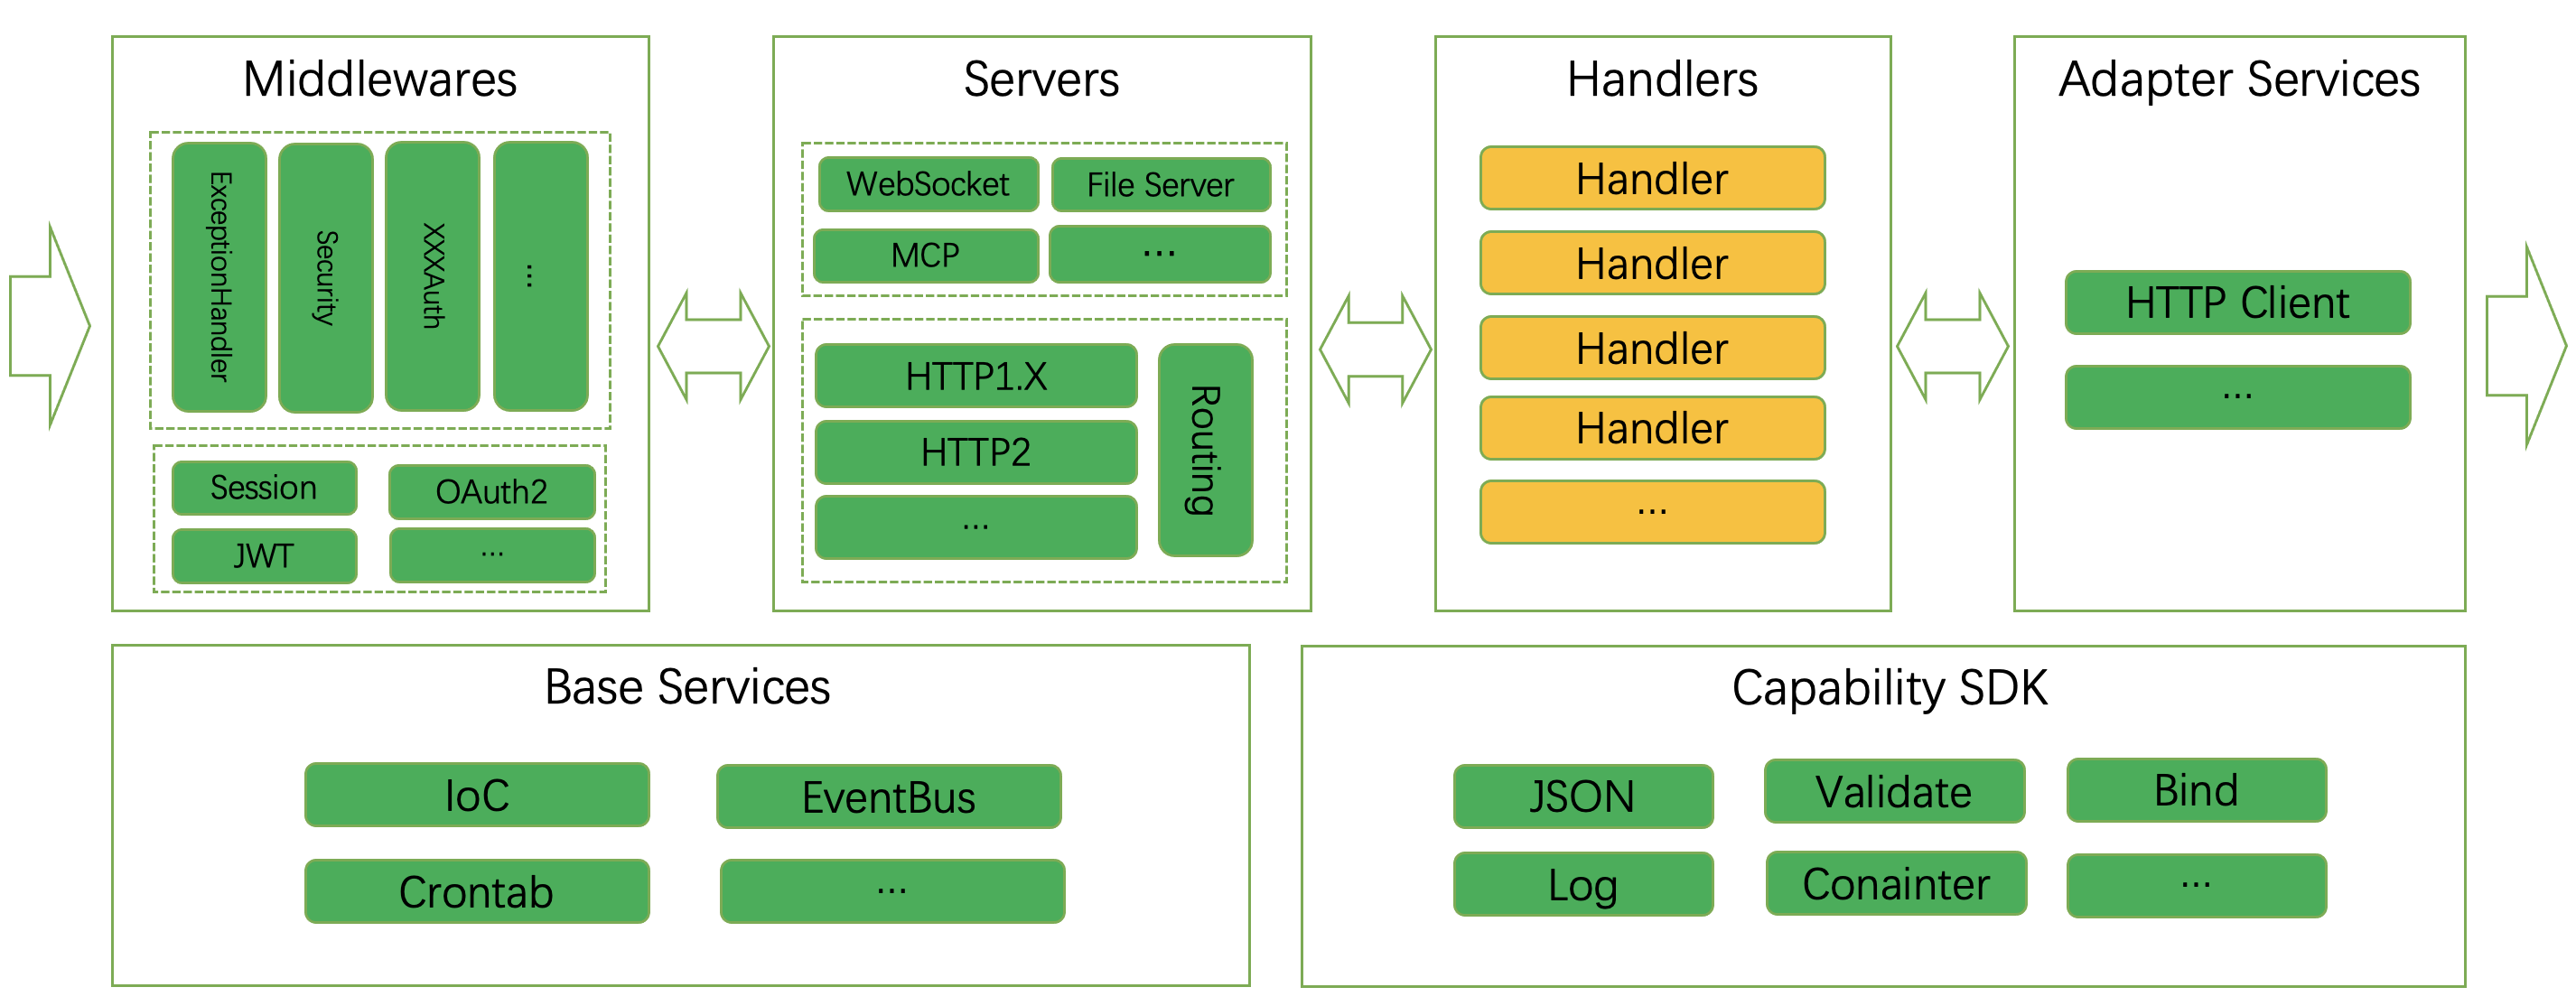 Middlewares
ExceptionHandler
Security
XXXAuth
...
Session
OAuth2
JWT
...
Servers
WebSocket
File Server
MCP
...
HTTP1.X
HTTP2
...
Routing
Handlers
Handler
Handler
Handler
Handler
...
Adapter Services
HTTP Client
...
Base Services
IoC
EventBus
Crontab
...
Capability SDK
JSON
Validate
Bind
Log
Conainter
...